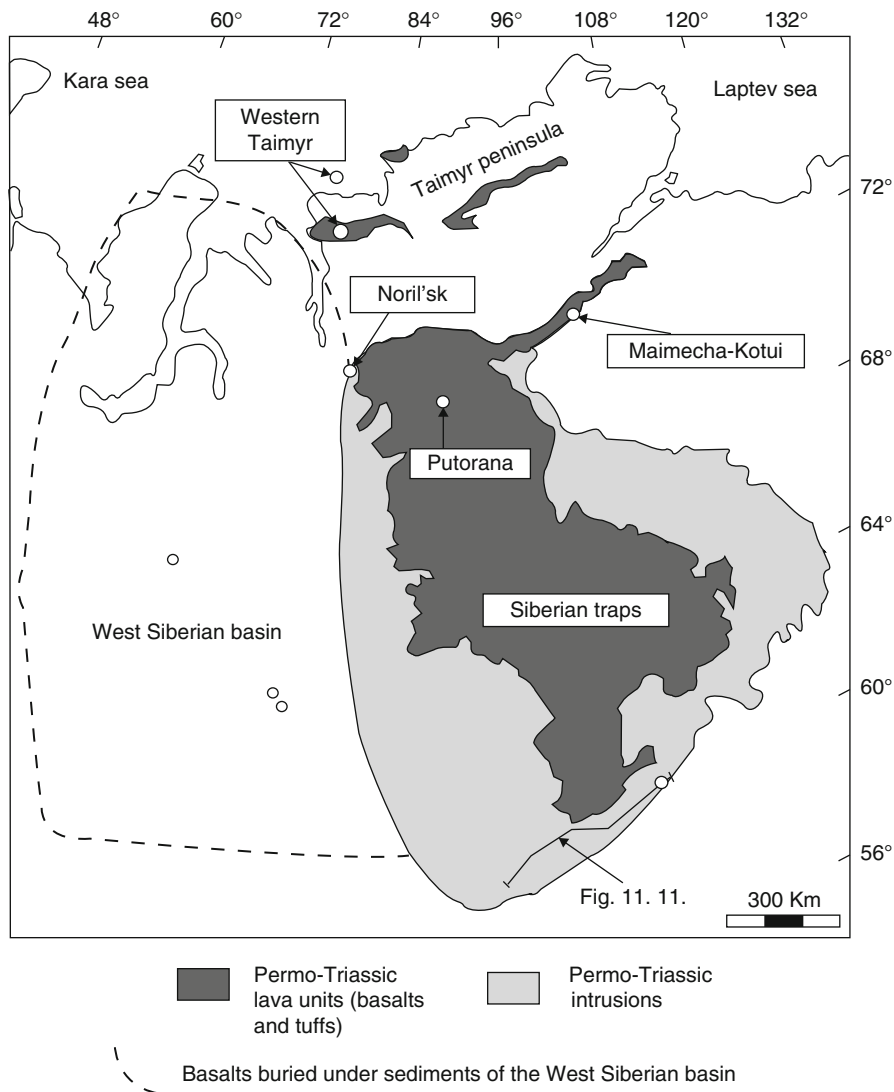 48° 60° 72° 84° 96° 108° 120° 132°
Kara sea
Laptev sea
Western
Taimyr
Taimyr peninsula
72°
Noril'sk
Maimecha-Kotui
68°
Putorana
64°
Siberian traps
West Siberian basin
60°
56°
Fig. 11. 11.
300 Km
Permo-Triassic
lava units (basalts
and tuffs)
Permo-Triassic
intrusions
Basalts buried under sediments of the West Siberian basin